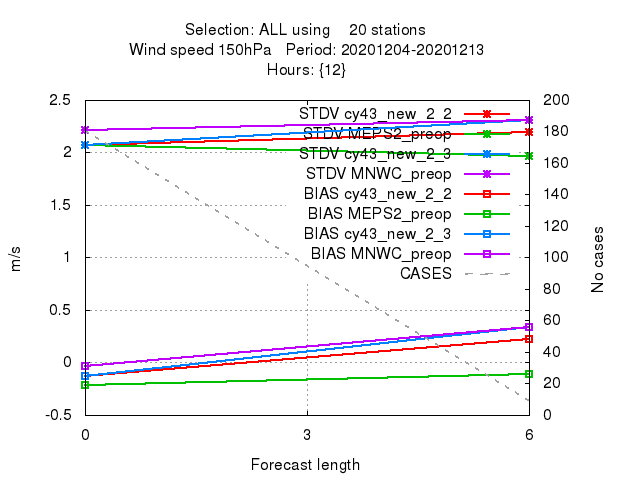 Selection: ALL using 20 stations
Wind speed 150hPa Period: 20201204-20201213
Hours: {12}
2.5
2
1.5
1
0.5
0
-0.5
m/s
200
180
160
140
120
100
80
60
40
20
0
No cases
STDV cy43_new_2_2
STDV MEPS2_preop
STDV cy43_new_2_3
STDV MNWC_preop
BIAS cy43_new_2_2
BIAS MEPS2_preop
BIAS cy43_new_2_3
BIAS MNWC_preop
CASES
0 3 6
Forecast length